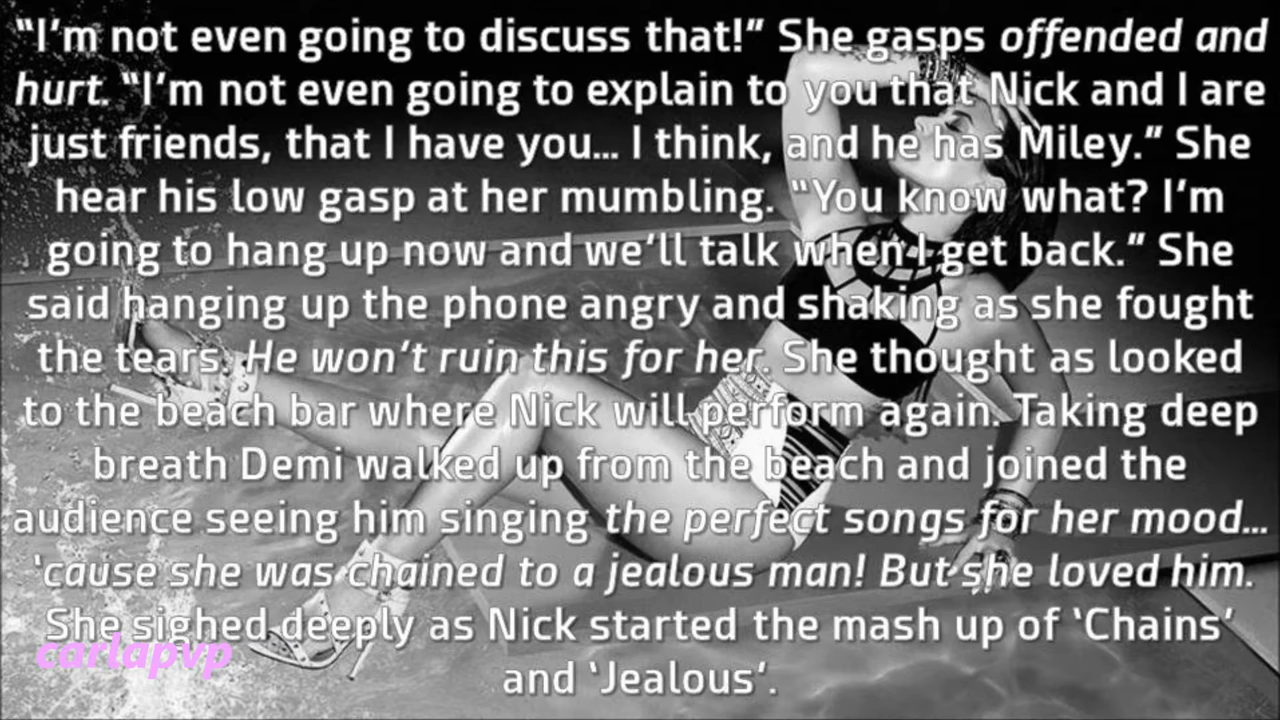 “I’m not even going to discuss that!” She gasps offended and
hurt. “I’m not even going to explain to you that Nick and I are
just friends, that I have you... I think, and he has Miley.” She
hear his low gasp at her mumbling. “You know what? I’m
going to hang up now and we’ll talk when I get back.” She
said hanging up the phone angry and shaking as she fought
the tears. He won’t ruin this for her. She thought as looked
to the beach bar where Nick will perform again. Taking deep
breath Demi walked up from the beach and joined the
audience seeing him singing the perfect songs for her mood...
‘cause she was chained to a jealous man! But she loved him.
She sighed deeply as Nick started the mash up of ‘Chains’
and ‘Jealous’.
carlapvp